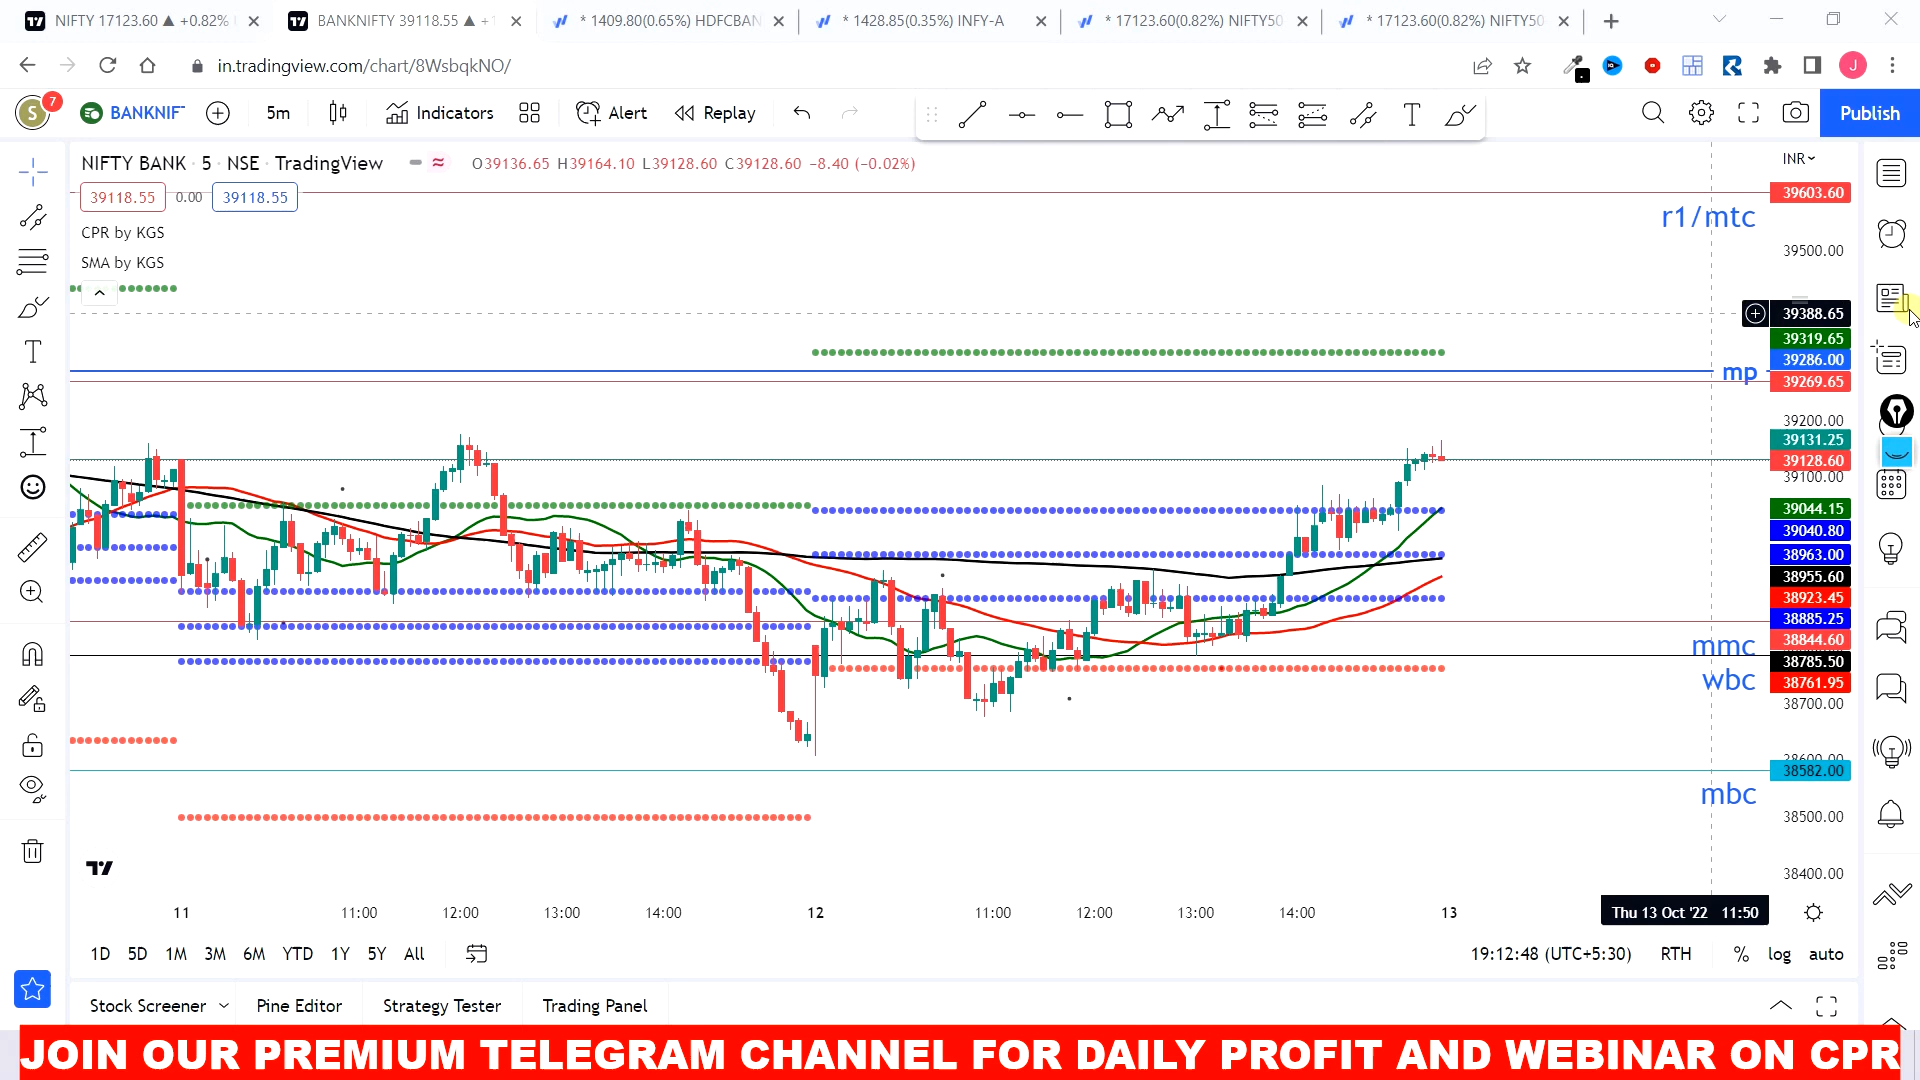 NIFTY 17123.60 ▲ +0.82%
BANKNIFTY 39118.55 ▲ +1
* 1409.80(0.65%) HDFCBAN
* 1428.85(0.35%) INFY-A
* 17123.60(0.82%) NIFTY50
* 17123.60(0.82%) NIFTY50
in.tradingview.com/chart/8WsbqkNO/
J
S
7
BANKNIF
5m
Indicators
Alert
Replay
Publish
NIFTY BANK · 5 · NSE · TradingView
O39136.65 H39164.10 L39128.60 C39128.60 −8.40 (−0.02%)
INR
39118.55
0.00
39118.55
CPR by KGS
SMA by KGS
39603.60
r1/mtc
39500.00
39388.65
39319.65
39286.00
mp
39269.65
39200.00
39131.25
39128.60
39100.00
39044.15
39040.80
38963.00
38955.60
38923.45
38885.25
38844.60
mmc
38785.50
wbc
38761.95
38700.00
38600.00
38582.00
mbc
38500.00
38400.00
11
11:00
12:00
13:00
14:00
12
11:00
12:00
13:00
14:00
13
Thu 13 Oct '22 11:50
1D 5D 1M 3M 6M YTD 1Y 5Y All
19:12:48 (UTC+5:30)
RTH
%
log
auto
Stock Screener
Pine Editor
Strategy Tester
Trading Panel
JOIN OUR PREMIUM TELEGRAM CHANNEL FOR DAILY PROFIT AND WEBINAR ON CPR